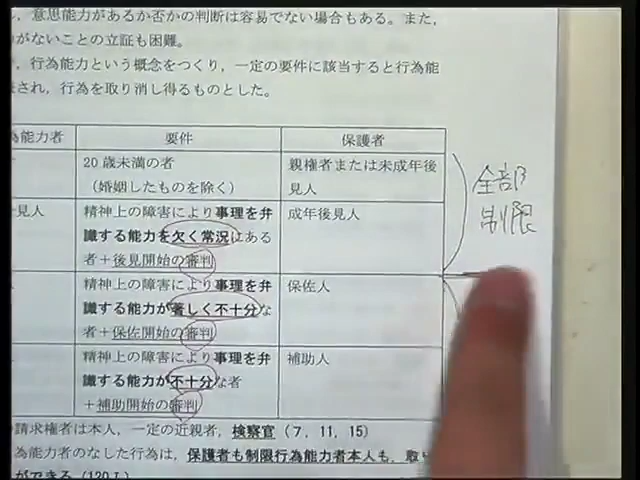 意思能力があるか否かの判断は容易でない場合もある。また，
がないことの立証も困難。
，行為能力という概念をつくり，一定の要件に該当すると行為能
され，行為を取り消し得るものとした。
為能力者 要件 保護者
20歳未満の者 親権者または未成年後
（婚姻したものを除く） 見人
見人 精神上の障害により事理を弁 成年後見人
識する能力を欠く常況はある
者＋後見開始の審判
精神上の障害により事理を弁 保佐人
識する能力が著しく不十分な
者＋保佐開始の審判
精神上の障害により事理を弁 補助人
識する能力が不十分な者
＋補助開始の審判
全部
制限
請求権者は本人，一定の近親者，検察官（7，11，15）
為能力者のなした行為は，保護者も制限行為能力者本人も，取り
ができる（120Ⅰ）